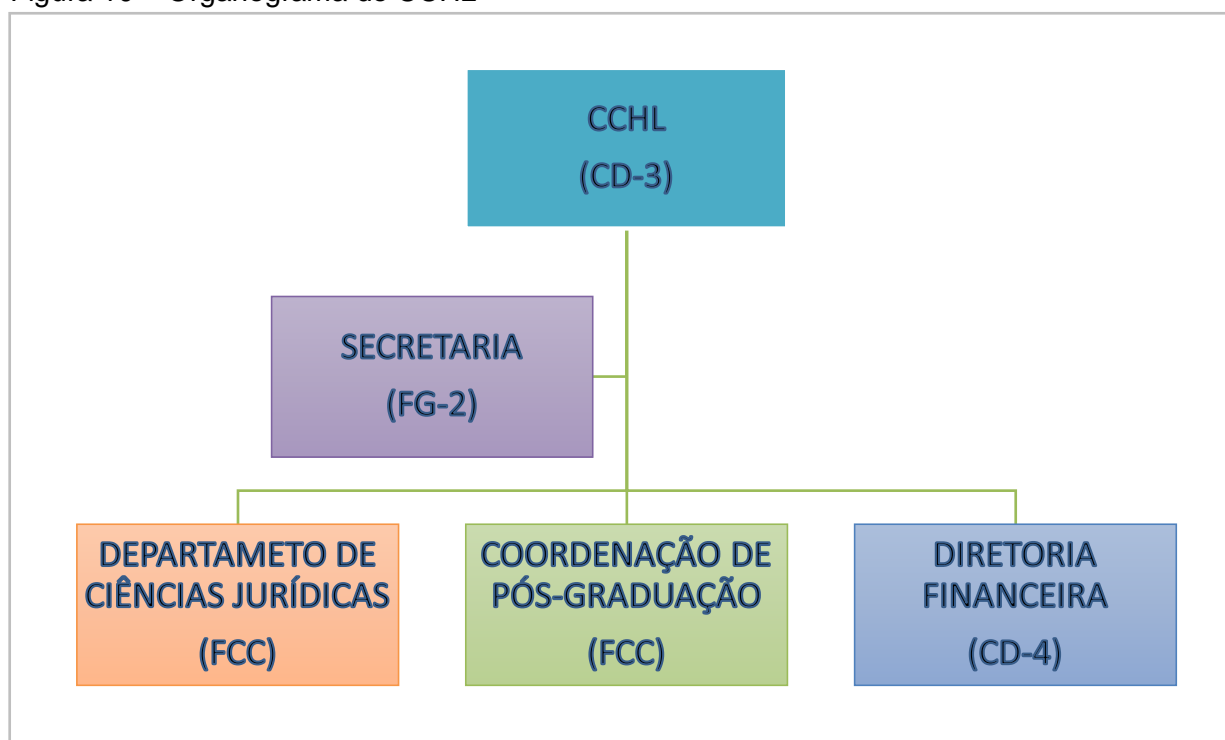 CCHL
(CD-3)
SECRETARIA
(FG-2)
DEPARTAMETO DE
CIÊNCIAS JURÍDICAS
(FCC)
COORDENAÇÃO DE
PÓS-GRADUAÇÃO
(FCC)
DIRETORIA
FINANCEIRA
(CD-4)